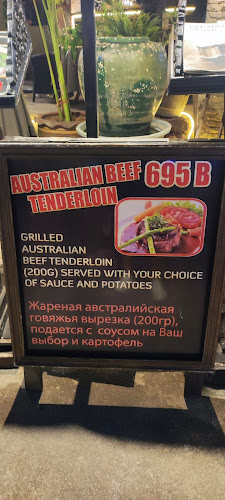 AUSTRALIAN BEEF 695 B
TENDERLOIN
GRILLED
AUSTRALIAN
BEEF TENDERLOIN
(200G) SERVED WITH YOUR CHOICE
OF SAUCE AND POTATOES
Жареная австралийская
говяжья вырезка (200гр),
подается с соусом на Ваш
выбор и картофель